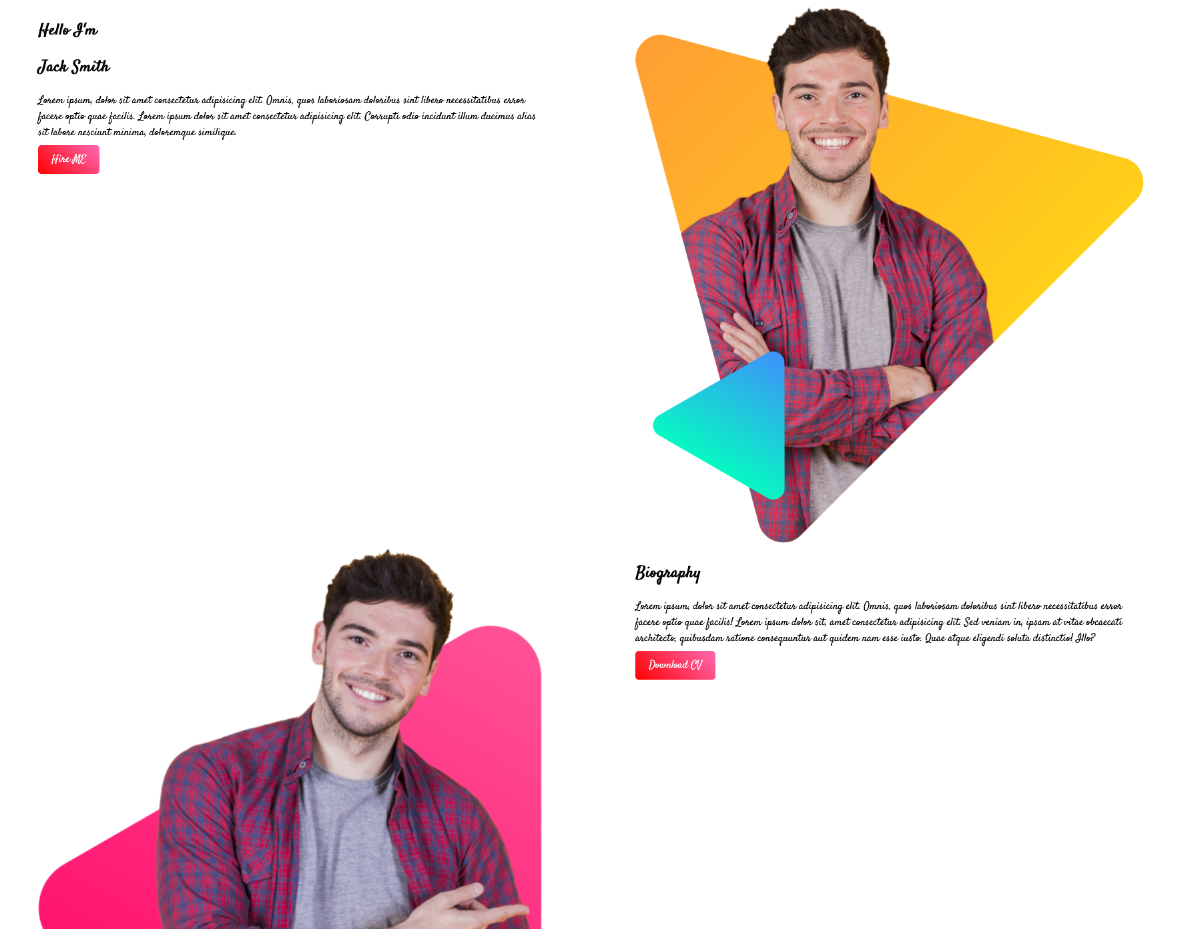 Hello I'm
Jack Smith
Lorem ipsum, dolor sit amet consectetur adipisicing elit. Omnis, quos laboriosam doloribus sint libero necessitatibus error
facere optio quae facilis. Lorem ipsum dolor sit amet consectetur adipisicing elit. Corrupti odio incidunt illum ducimus alias
sit labore nesciunt minima, doloremque similique.
Hire ME
Biography
Lorem ipsum, dolor sit amet consectetur adipisicing elit. Omnis, quos laboriosam doloribus sint libero necessitatibus error
facere optio quae facilis! Lorem ipsum dolor sit, amet consectetur adipisicing elit. Sed veniam in, ipsam at vitae obcaecati
architecto, quibusdam ratione consequuntur aut quidem nam esse iusto. Quae atque eligendi soluta distinctio! Illo?
Download CV